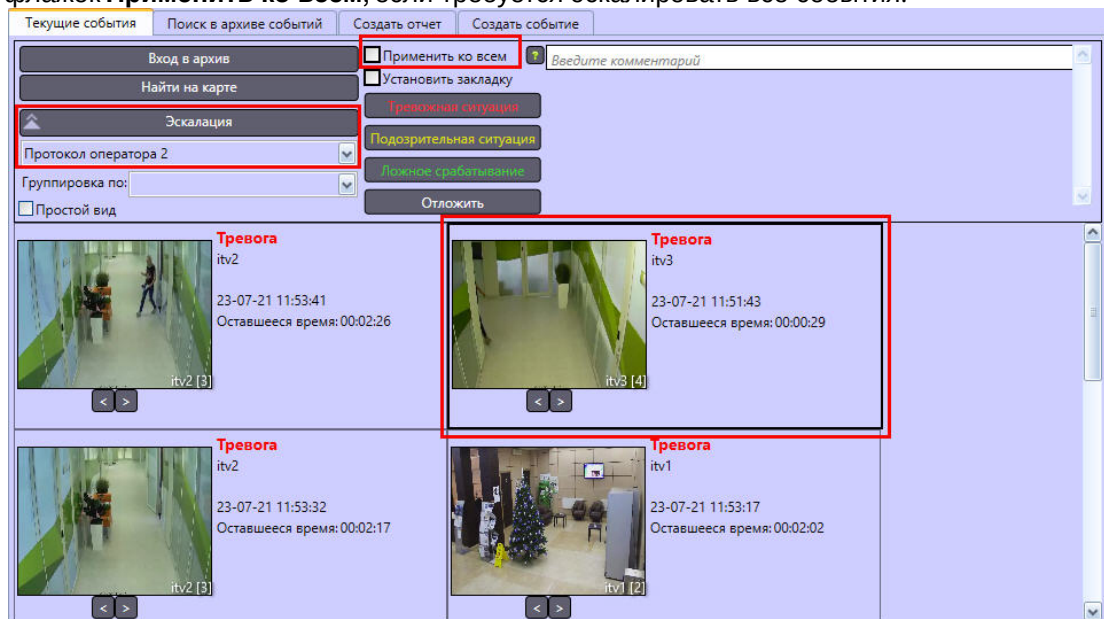 флажок Применить ко всем, если требуется эскалировать все события.
Текущие события Поиск в архиве событий Создать отчет Создать событие
Вход в архив Применить ко всем ? Введите комментарий
Найти на карте Установить закладку
Эскалация Тревожная ситуация
Протокол оператора 2 Подозрительная ситуация
Группировка по: Ложное срабатывание
Простой вид Отложить
Тревога Тревога
itv2 itv3
23-07-21 11:53:41 23-07-21 11:51:43
Оставшееся время: 00:02:26 Оставшееся время: 00:00:29
itv2 [3] itv3 [4]
< > < >
Тревога Тревога
itv2 itv1
23-07-21 11:53:32 23-07-21 11:53:17
Оставшееся время: 00:02:17 Оставшееся время: 00:02:02
itv2 [3] itv1 [2]
< > < >